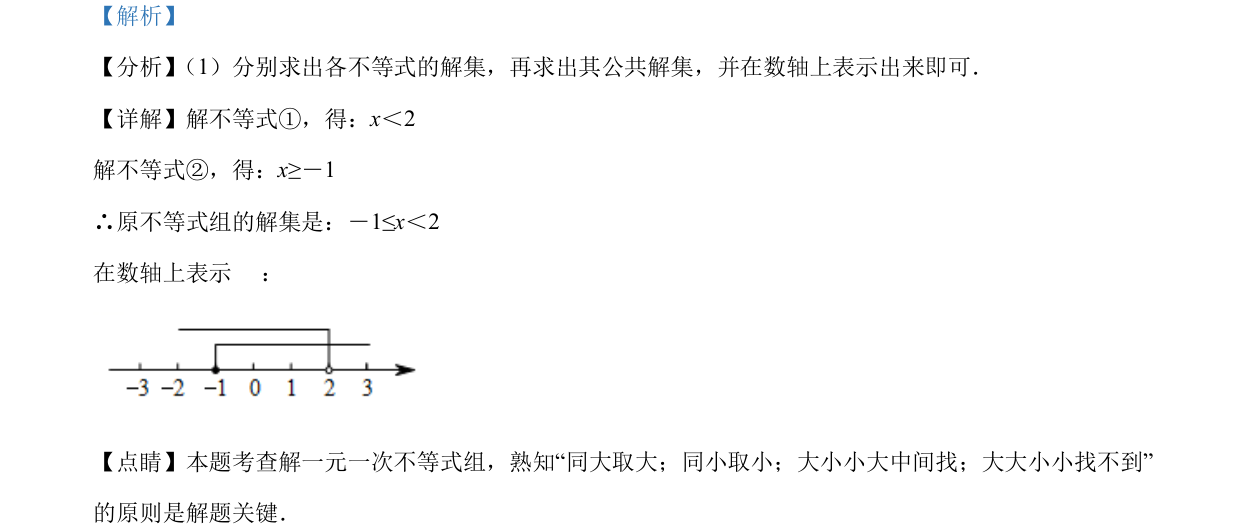 【解析】
【分析】（1）分别求出各不等式的解集，再求出其公共解集，并在数轴上表示出来即可．
【详解】解不等式①，得：x＜2
解不等式②，得：x≥－1
∴原不等式组的解集是：－1≤x＜2
在数轴上表示　：
−3 −2 −1 0 1 2 3
【点睛】本题考查解一元一次不等式组，熟知“同大取大；同小取小；大小小大中间找；大大小小找不到”
的原则是解题关键．